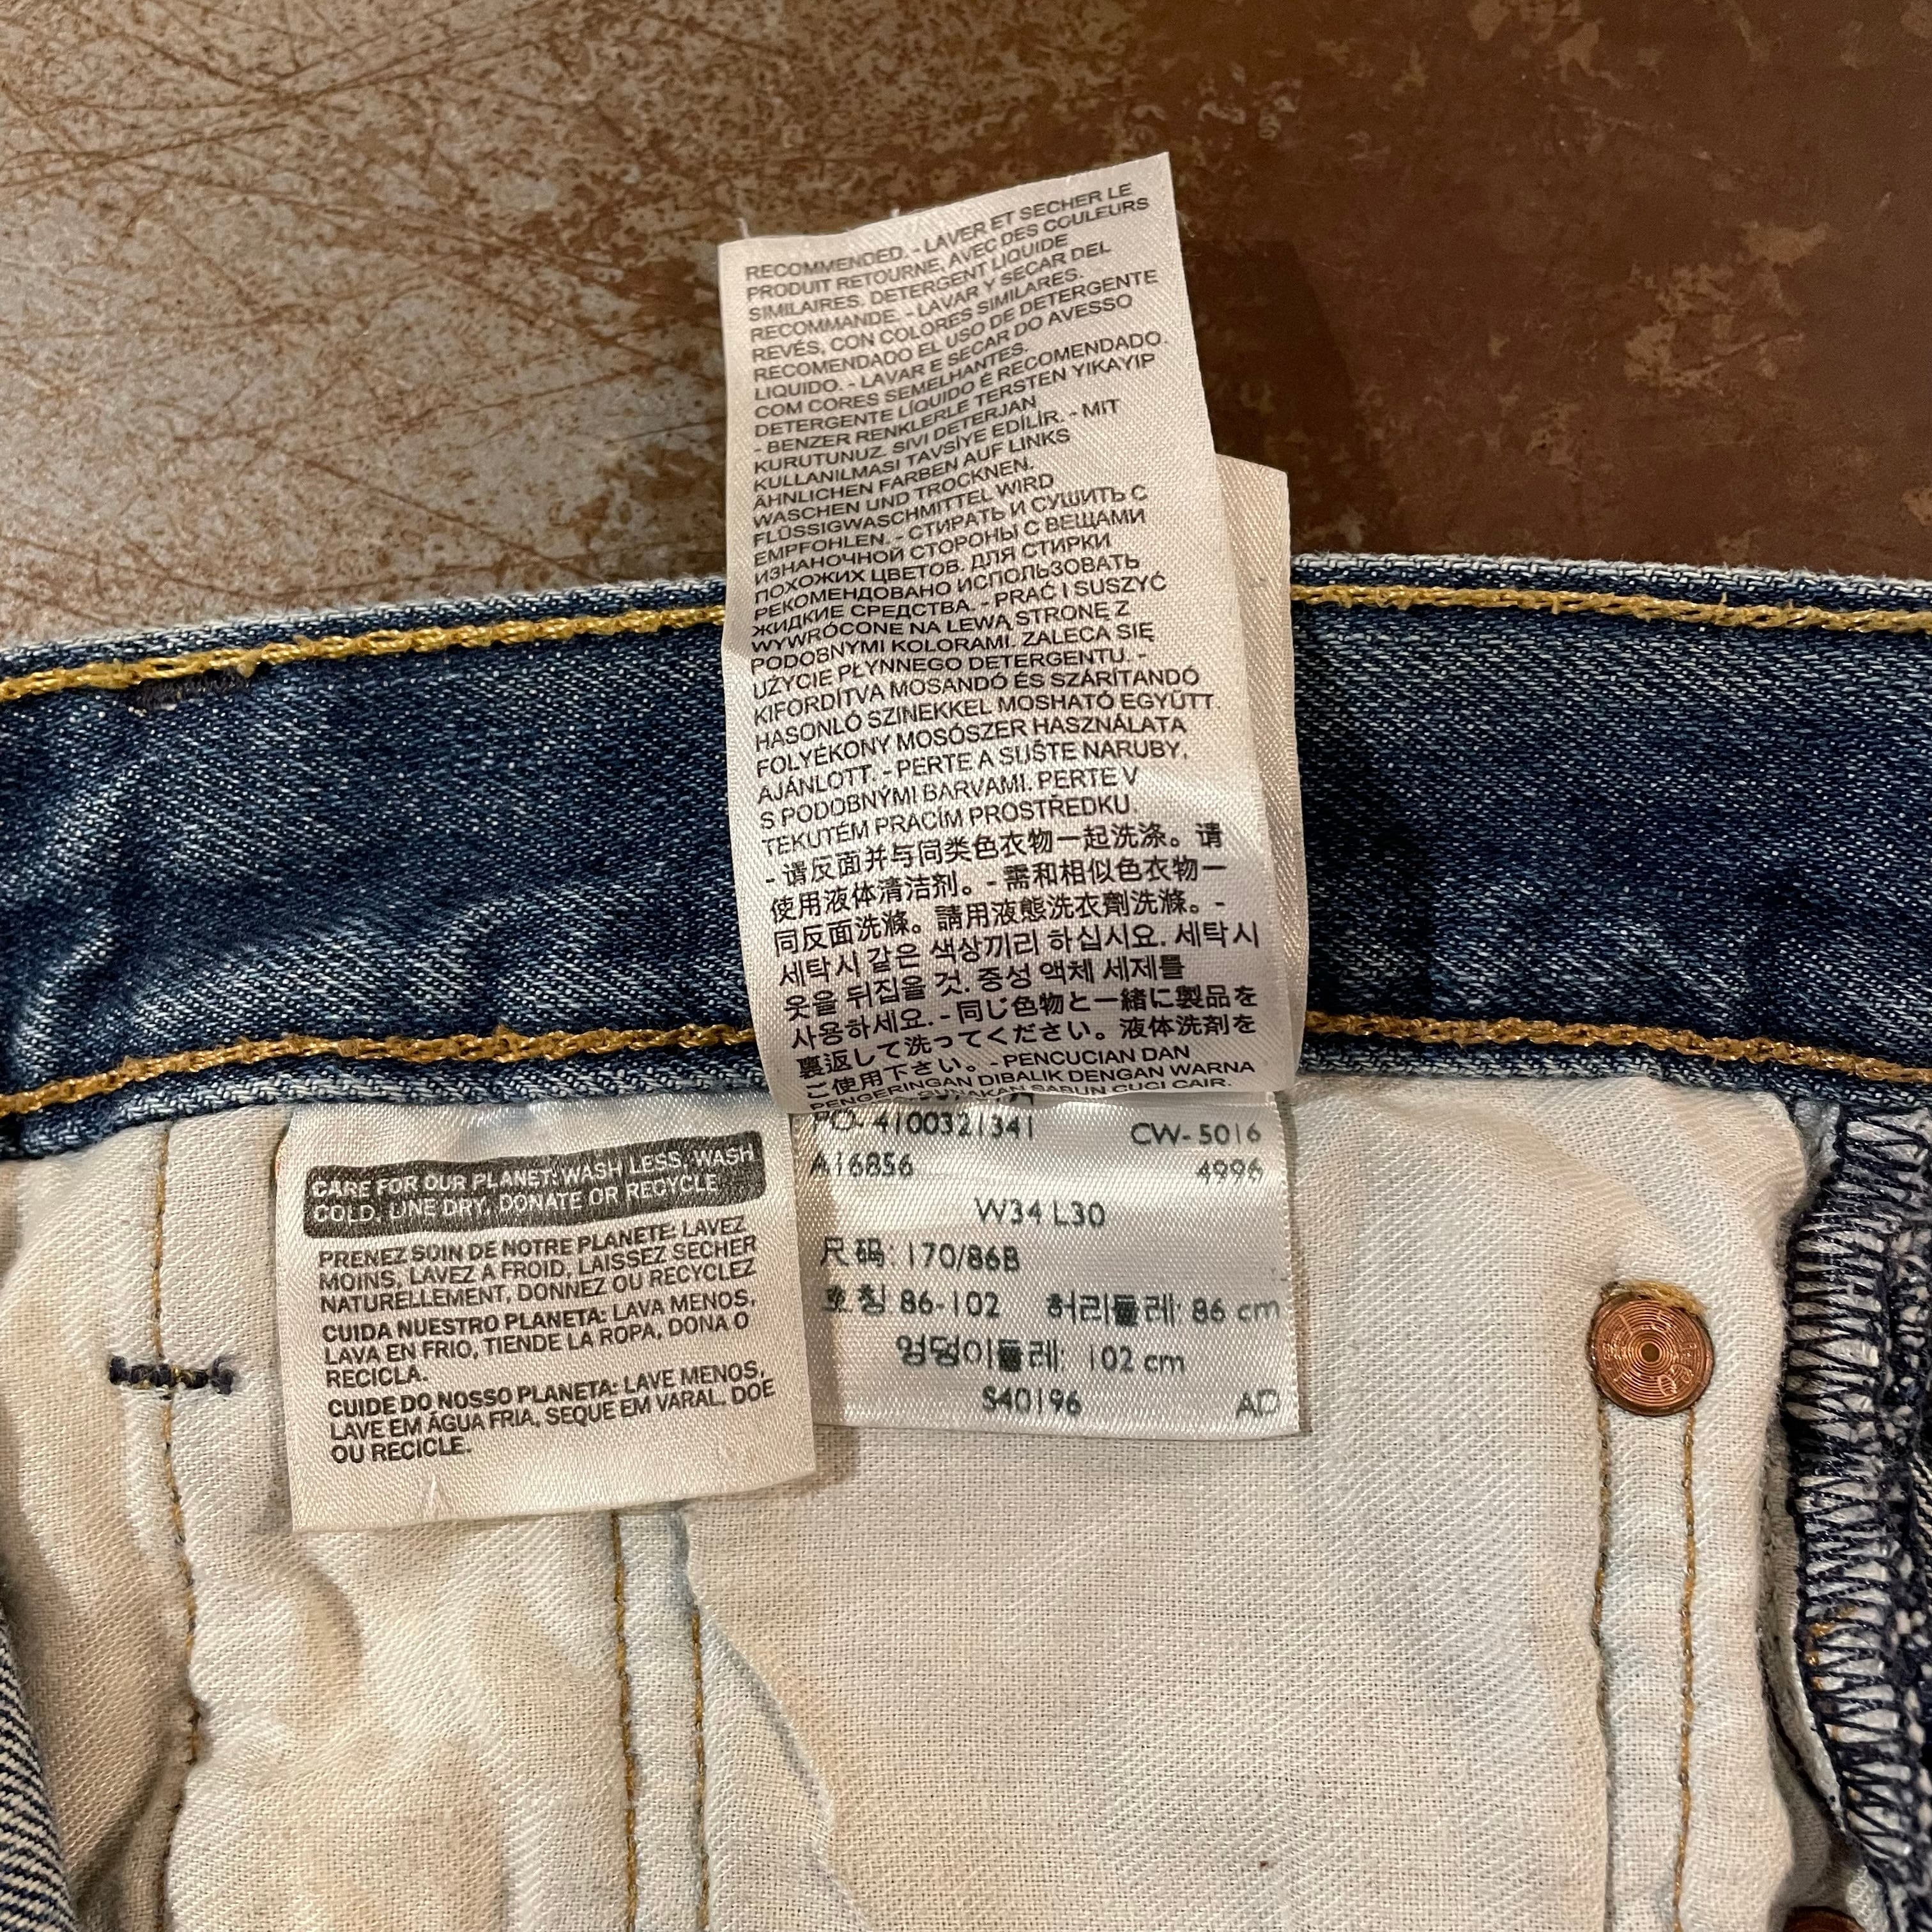 RECOMMENDED. - LAVER ET SECHER LE
PRODUIT RETOURNE, AVEC DES COULEURS
SIMILAIRES. DETERGENT LIQUIDE
RECOMMANDE. - LAVAR Y SECAR DEL
REVÉS, CON COLORES SIMILARES.
RECOMENDADO EL USO DE DETERGENTE
LIQUIDO. - LAVAR E SECAR DO AVESSO
COM CORES SEMELHANTES.
DETERGENTE LÍQUIDO É RECOMENDADO.
- BENZER RENKLERLE TERSTEN YIKAYIP
KURUTUNUZ. SIVI DETERJAN
KULLANILMASI TAVSİYE EDİLİR. - MIT
ÄHNLICHEN FARBEN AUF LINKS
WASCHEN UND TROCKNEN.
FLÜSSIGWASCHMITTEL WIRD
EMPFOHLEN. - СТИРАТЬ И СУШИТЬ С
ИЗНАНОЧНОЙ СТОРОНЫ С ВЕЩАМИ
ПОХОЖИХ ЦВЕТОВ. ДЛЯ СТИРКИ
РЕКОМЕНДОВАНО ИСПОЛЬЗОВАТЬ
ЖИДКИЕ СРЕДСТВА. - PRAĆ I SUSZYĆ
WYWRÓCONE NA LEWĄ STRONĘ Z
PODOBNYMI KOLORAMI. ZALECA SIĘ
UŻYCIE PŁYNNEGO DETERGENTU. -
KIFORDÍTVA MOSANDÓ ÉS SZÁRÍTANDÓ
HASONLÓ SZINEKKEL MOSHATÓ EGYÜTT.
FOLYÉKONY MOSÓSZER HASZNÁLATA
AJÁNLOTT. - PERTE A SUŠTE NARUBY,
S PODOBNÝMI BARVAMI. PERTE V
TEKUTÉM PRACÍM PROSTŘEDKU.
- 请反面并与同类色衣物一起洗涤。请
使用液体清洁剂。- 需和相似色衣物一
同反面洗滌。請用液態洗衣劑洗滌。-
세탁시 같은 색상끼리 하십시요. 세탁시
옷을 뒤집을 것. 중성 액체 세제를
사용하세요. - 同じ色物と一緒に製品を
裏返して洗ってください。液体洗剤を
ご使用下さい。- PENCUCIAN DAN
PENGERINGAN DIBALIK DENGAN WARNA
SABUN CUCI CAIR.
CARE FOR OUR PLANET: WASH LESS, WASH
COLD, LINE DRY, DONATE OR RECYCLE
PRENEZ SOIN DE NOTRE PLANÈTE: LAVEZ
MOINS, LAVEZ A FROID, LAISSEZ SECHER
NATURELLEMENT, DONNEZ OU RECYCLEZ
CUIDA NUESTRO PLANETA: LAVA MENOS,
LAVA EN FRIO, TIENDE LA ROPA, DONA O
RECICLA.
CUIDE DO NOSSO PLANETA: LAVE MENOS,
LAVE EM ÁGUA FRIA, SEQUE EM VARAL. DOE
OU RECICLE.
PO- 4100321341 CW- 5016
A16856 4996
W34 L30
尺码: 170/86B
호칭 86-102 허리둘레: 86 cm
엉덩이둘레: 102 cm
S40196 AD